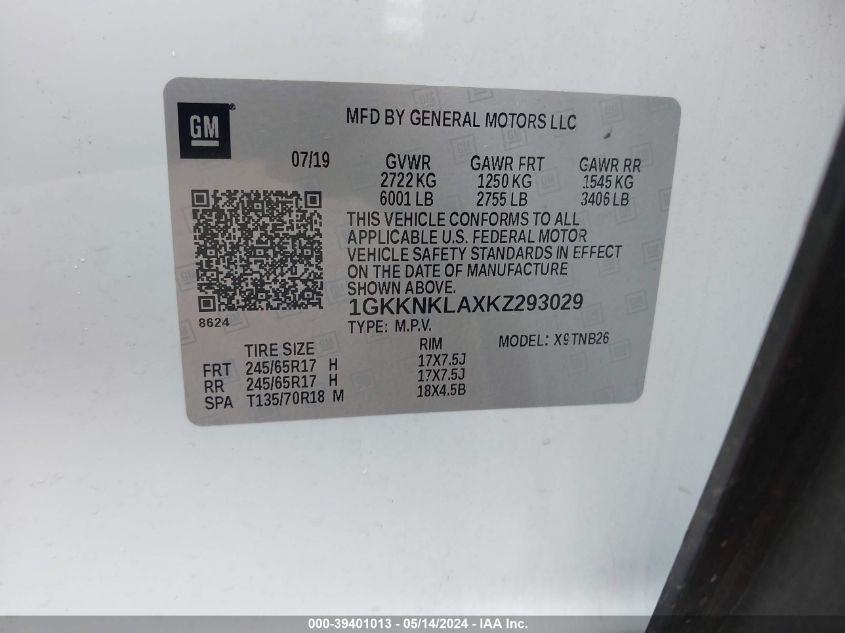 GM ®
MFD BY GENERAL MOTORS LLC
07/19 GVWR GAWR FRT GAWR RR
2722 KG 1250 KG 1545 KG
6001 LB 2755 LB 3406 LB
THIS VEHICLE CONFORMS TO ALL
APPLICABLE U.S. FEDERAL MOTOR
VEHICLE SAFETY STANDARDS IN EFFECT
ON THE DATE OF MANUFACTURE
SHOWN ABOVE.
8624
1GKKNKLAXKZ293029
TYPE: M.P.V. MODEL: X9TNB26
TIRE SIZE RIM
FRT 245/65R17 H 17X7.5J
RR 245/65R17 H 17X7.5J
SPA T135/70R18 M 18X4.5B
000-39401013 - 05/14/2024 - IAA Inc.